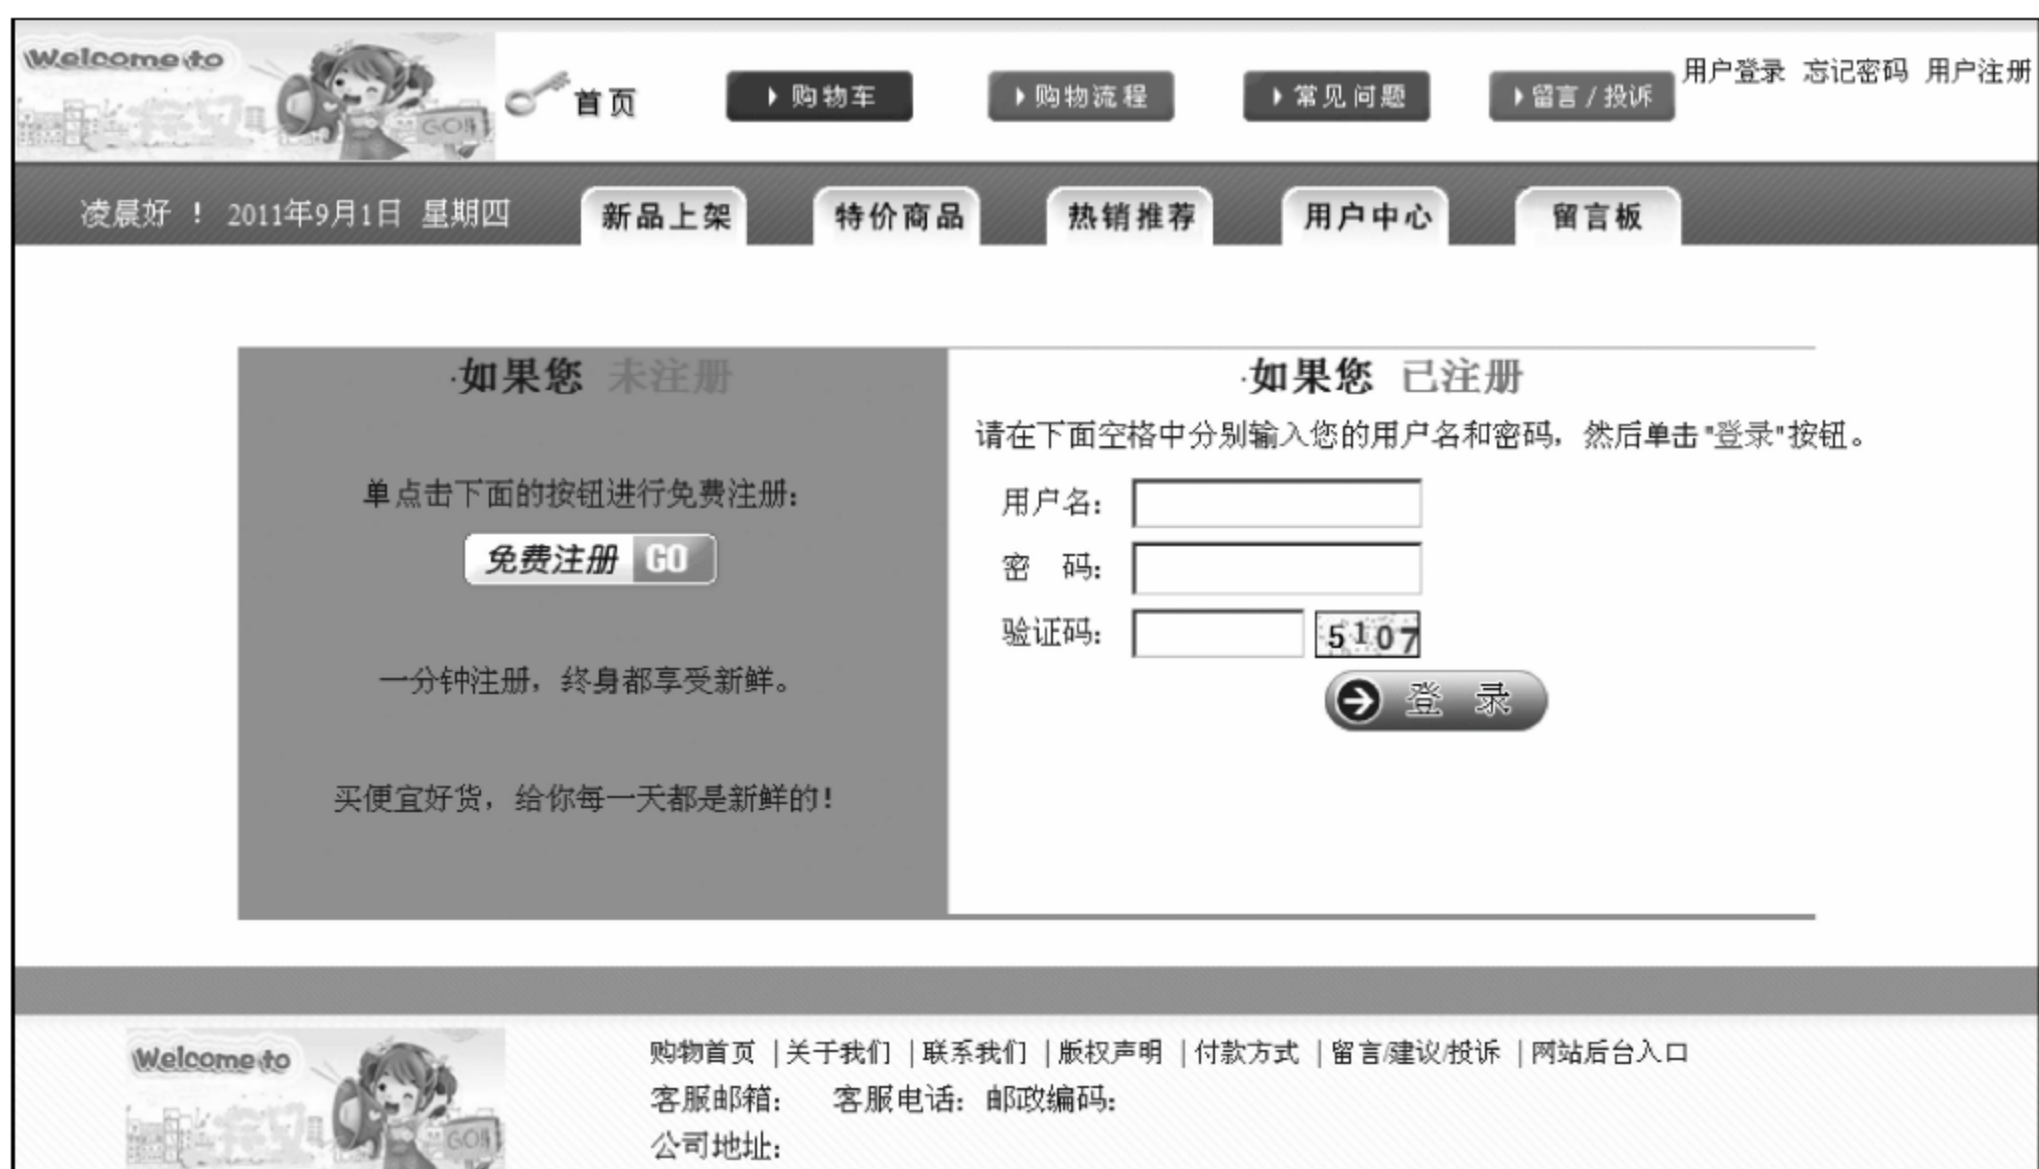 Welcome to
GO!
首页
购物车
购物流程
常见问题
留言/投诉
用户登录 忘记密码 用户注册
凌晨好 ! 2011年9月1日 星期四
新品上架
特价商品
热销推荐
用户中心
留言板
·如果您 未注册
单点击下面的按钮进行免费注册:
免费注册 GO
一分钟注册，终身都享受新鲜。
买便宜好货，给你每一天都是新鲜的!
·如果您 已注册
请在下面空格中分别输入您的用户名和密码，然后单击"登录"按钮。
用户名:
密 码:
验证码: 5107
登 录
Welcome to
GO!
购物首页 |关于我们 |联系我们 |版权声明 |付款方式 |留言/建议/投诉 |网站后台入口
客服邮箱: 客服电话: 邮政编码:
公司地址: